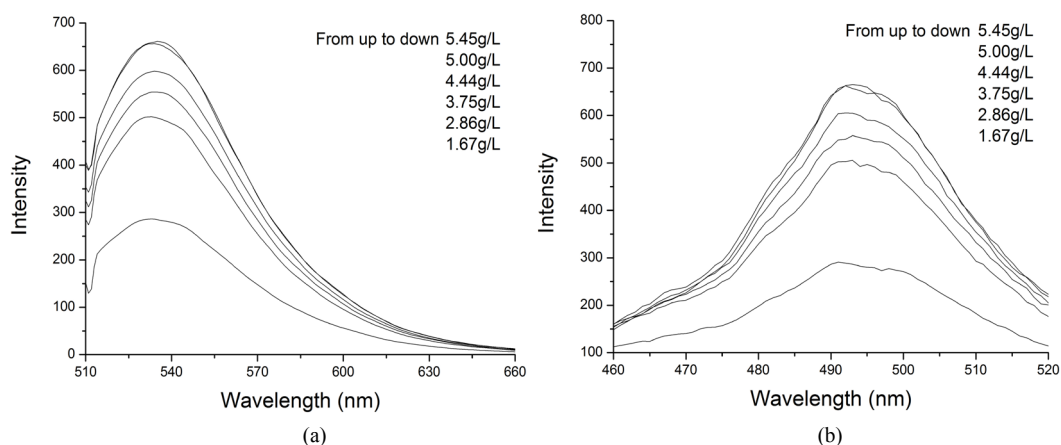 700
600
500
400
300
200
100
0
Intensity
From up to down 5.45g/L
5.00g/L
4.44g/L
3.75g/L
2.86g/L
1.67g/L
510 540 570 600 630 660
Wavelength (nm)
(a)
800
700
600
500
400
300
200
100
Intensity
From up to down 5.45g/L
5.00g/L
4.44g/L
3.75g/L
2.86g/L
1.67g/L
460 470 480 490 500 510 520
Wavelength (nm)
(b)